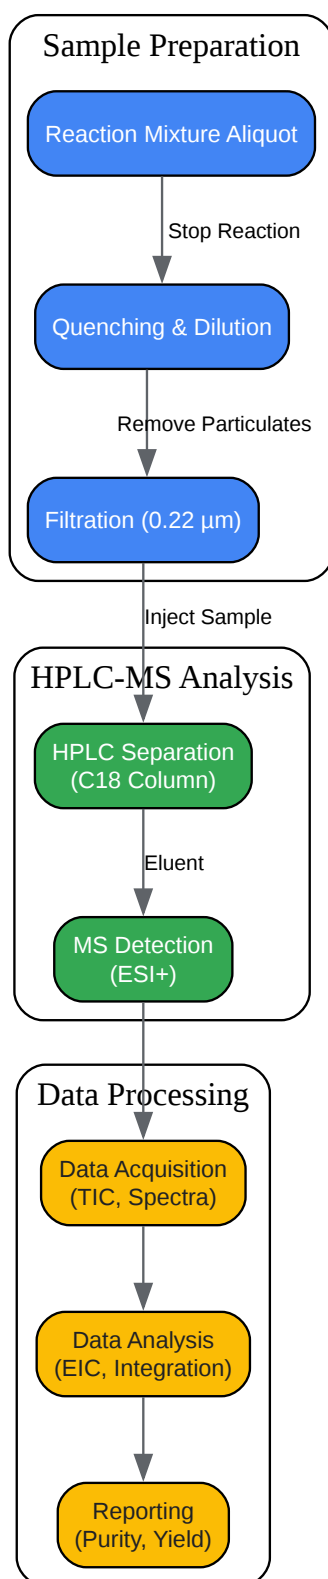 Sample Preparation
Reaction Mixture Aliquot
Stop Reaction
Quenching & Dilution
Remove Particulates
Filtration (0.22 µm)
Inject Sample
HPLC-MS Analysis
HPLC Separation
(C18 Column)
Eluent
MS Detection
(ESI+)
Data Processing
Data Acquisition
(TIC, Spectra)
Data Analysis
(EIC, Integration)
Reporting
(Purity, Yield)